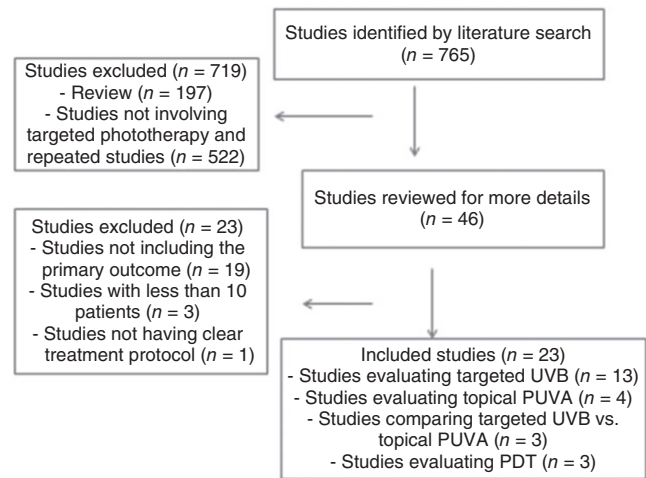 Studies identified by literature search
(n = 765)
Studies excluded (n = 719)
- Review (n = 197)
- Studies not involving
targeted phototherapy and
repeated studies (n = 522)
Studies reviewed for more details
(n = 46)
Studies excluded (n = 23)
- Studies not including the
primary outcome (n = 19)
- Studies with less than 10
patients (n = 3)
- Studies not having clear
treatment protocol (n = 1)
Included studies (n = 23)
- Studies evaluating targeted UVB (n = 13)
- Studies evaluating topical PUVA (n = 4)
- Studies comparing targeted UVB vs.
topical PUVA (n = 3)
- Studies evaluating PDT (n = 3)